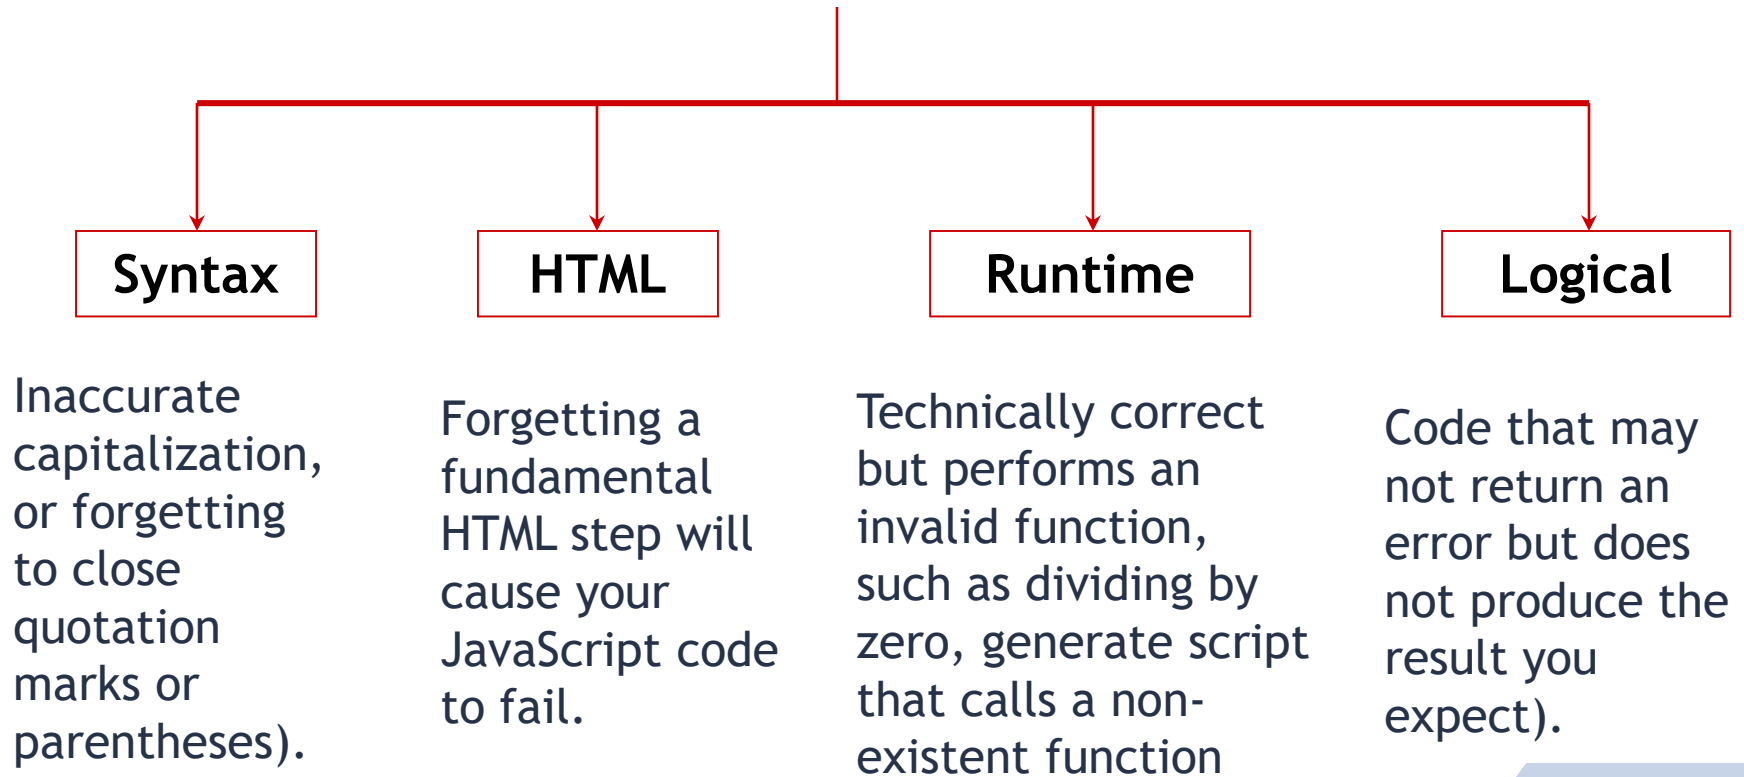 Syntax
HTML
Runtime
Logical
Inaccurate
capitalization,
or forgetting
to close
quotation
marks or
parentheses).
Forgetting a
fundamental
HTML step will
cause your
JavaScript code
to fail.
Technically correct
but performs an
invalid function,
such as dividing by
zero, generate script
that calls a non-
existent function
Code that may
not return an
error but does
not produce the
result you
expect).